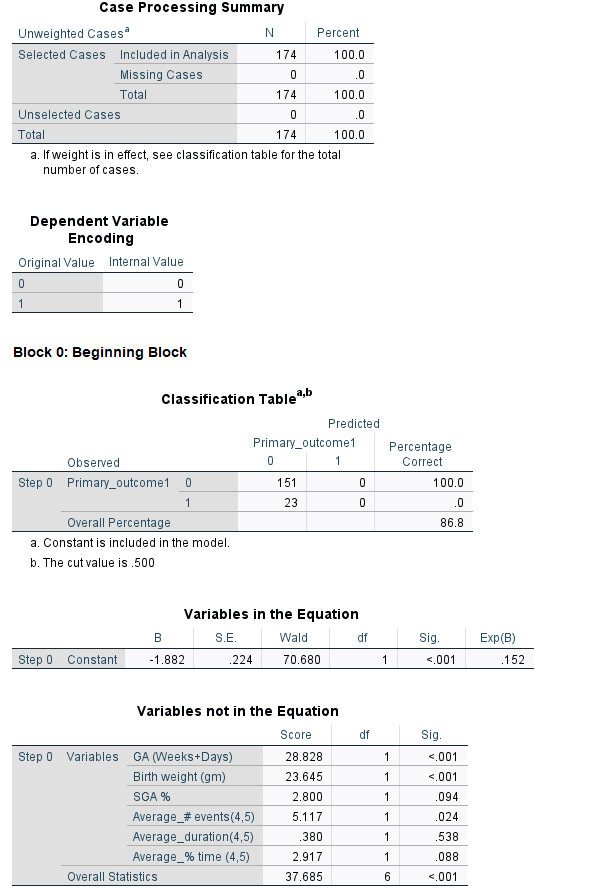 Case Processing Summary
Unweighted Cases^a N Percent
Selected Cases Included in Analysis 174 100.0
Missing Cases 0 .0
Total 174 100.0
Unselected Cases 0 .0
Total 174 100.0
a. If weight is in effect, see classification table for the total
number of cases.
Dependent Variable
Encoding
Original Value Internal Value
0 0
1 1
Block 0: Beginning Block
Classification Table^a,b
Predicted
Primary_outcome1 Percentage
Observed 0 1 Correct
Step 0 Primary_outcome1 0 151 0 100.0
1 23 0 .0
Overall Percentage 86.8
a. Constant is included in the model.
b. The cut value is .500
Variables in the Equation
B S.E. Wald df Sig. Exp(B)
Step 0 Constant -1.882 .224 70.680 1 <.001 .152
Variables not in the Equation
Score df Sig.
Step 0 Variables GA (Weeks+Days) 28.828 1 <.001
Birth weight (gm) 23.645 1 <.001
SGA % 2.800 1 .094
Average_# events(4,5) 5.117 1 .024
Average_duration(4,5) .380 1 .538
Average_% time (4,5) 2.917 1 .088
Overall Statistics 37.685 6 <.001